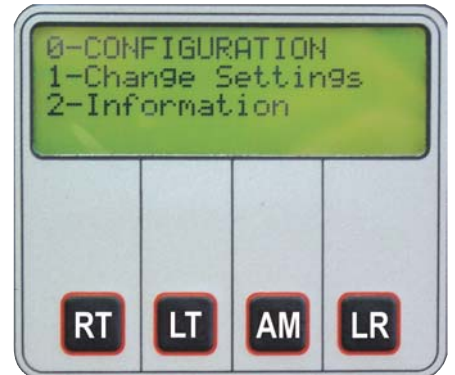 0-CONFIGURATION
1-Change Settings
2-Information
RT LT AM LR